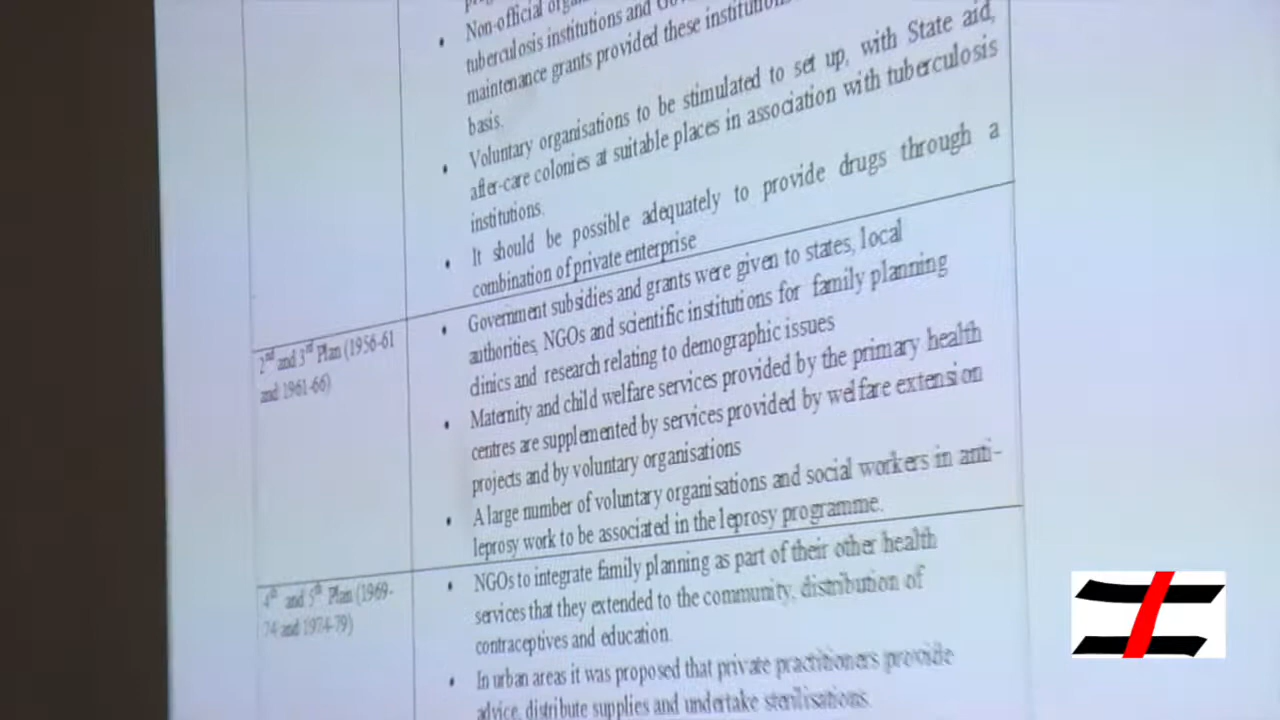 Non-official
tuberculosis institutions and
maintenance grants provided these institutions
basis.
Voluntary organisations to be stimulated to set up, with State aid,
after-care colonies at suitable places in association with tuberculosis
institutions.
It should be possible adequately to provide drugs through a
combination of private enterprise
2nd and 3rd Plan (1956-61
and 1961-66)
Government subsidies and grants were given to states, local
authorities, NGOs and scientific institutions for family planning
clinics and research relating to demographic issues
Maternity and child welfare services provided by the primary health
centres are supplemented by services provided by welfare extension
projects and by voluntary organisations
A large number of voluntary organisations and social workers in anti-
leprosy work to be associated in the leprosy programme.
4th and 5th Plan (1969-
74 and 1974-79)
NGOs to integrate family planning as part of their other health
services that they extended to the community, distribution of
contraceptives and education.
In urban areas it was proposed that private practitioners provide
advice, distribute supplies and undertake sterilisations.